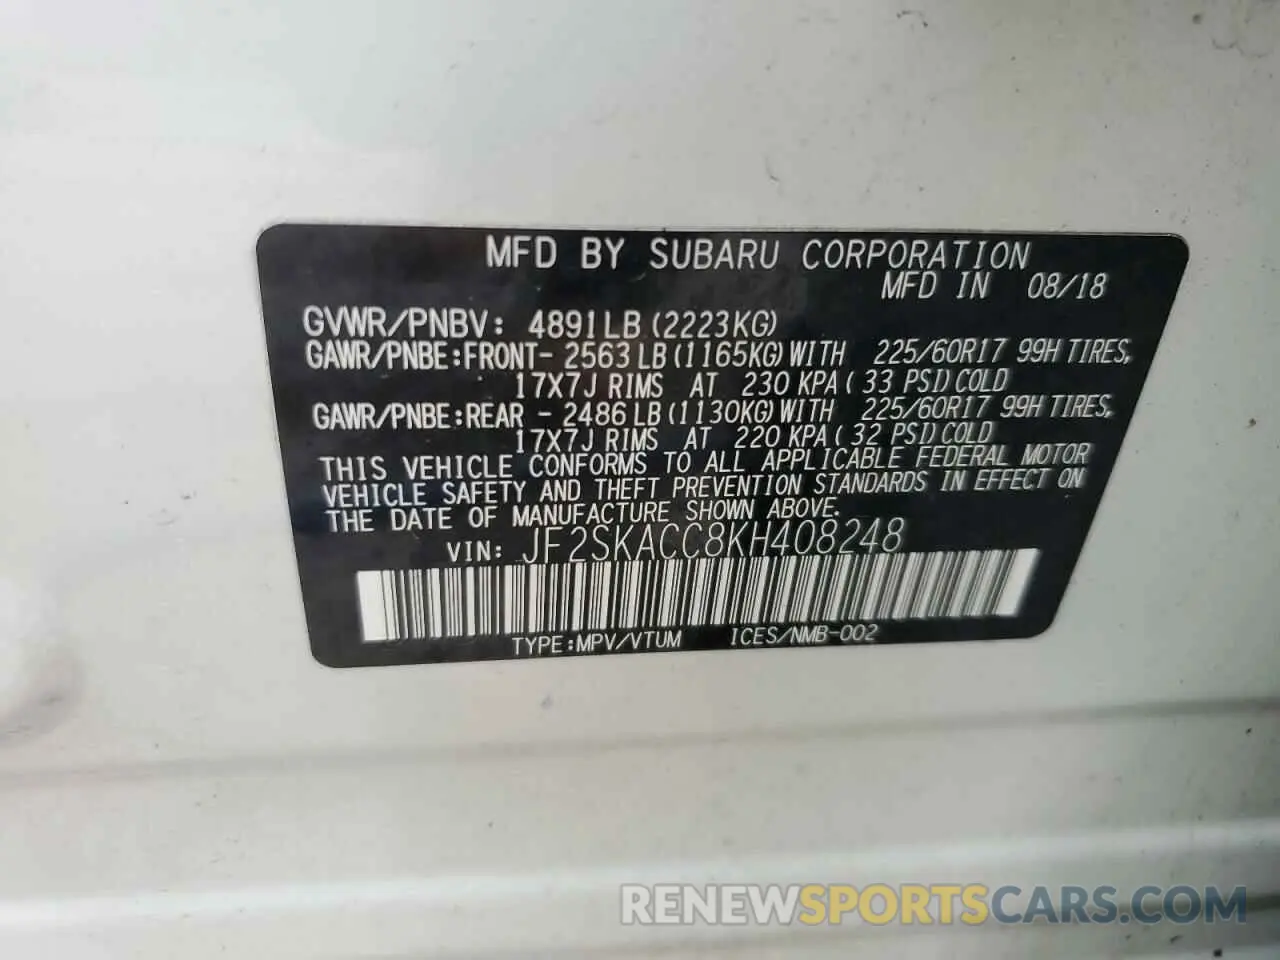 MFD BY SUBARU CORPORATION
MFD IN 08/18
GVWR/PNBV: 4891LB (2223KG)
GAWR/PNBE:FRONT- 2563 LB (1165KG) WITH 225/60R17 99H TIRES,
17X7J RIMS AT 230 KPA ( 33 PSI) COLD
GAWR/PNBE:REAR - 2486 LB (1130KG) WITH 225/60R17 99H TIRES,
17X7J RIMS AT 220 KPA ( 32 PSI) COLD
THIS VEHICLE CONFORMS TO ALL APPLICABLE FEDERAL MOTOR
VEHICLE SAFETY AND THEFT PREVENTION STANDARDS IN EFFECT ON
THE DATE OF MANUFACTURE SHOWN ABOVE.
VIN: JF2SKACC8KH408248
TYPE:MPV/VTUM ICES/NMB-002
RENEWSPORTSCARS.COM